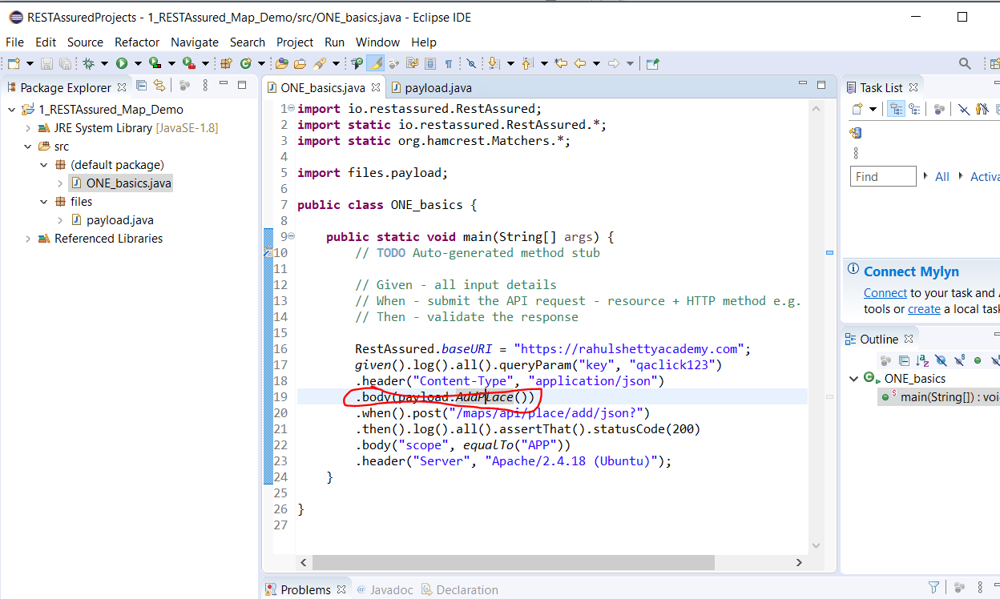 RESTAssuredProjects - 1_RESTAssured_Map_Demo/src/ONE_basics.java - Eclipse IDE
File Edit Source Refactor Navigate Search Project Run Window Help
Package Explorer
1_RESTAssured_Map_Demo
JRE System Library [JavaSE-1.8]
src
(default package)
ONE_basics.java
files
payload.java
Referenced Libraries
ONE_basics.java payload.java
1 import io.restassured.RestAssured;
2 import static io.restassured.RestAssured.*;
3 import static org.hamcrest.Matchers.*;
4
5 import files.payload;
6
7 public class ONE_basics {
8
9 public static void main(String[] args) {
10 // TODO Auto-generated method stub
11
12 // Given - all input details
13 // When - submit the API request - resource + HTTP method e.g.
14 // Then - validate the response
15
16 RestAssured.baseURI = "https://rahulshettyacademy.com";
17 given().log().all().queryParam("key", "qaclick123")
18 .header("Content-Type", "application/json")
19 .body(payload.AddPlace())
20 .when().post("/maps/api/place/add/json?")
21 .then().log().all().assertThat().statusCode(200)
22 .body("scope", equalTo("APP"))
23 .header("Server", "Apache/2.4.18 (Ubuntu)");
24 }
25
26 }
27
Problems @ Javadoc Declaration
Task List
Find All Activa
Connect Mylyn
Connect to your task and
tools or create a local task
Outline
ONE_basics
S main(String[]) : voi